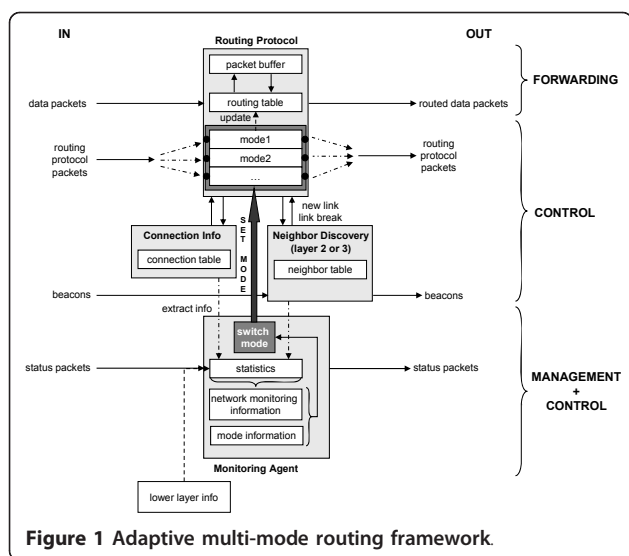 IN
OUT
Routing Protocol
packet buffer
FORWARDING
data packets
routing table
routed data packets
update
mode1
routing
protocol
packets
mode2
routing
protocol
packets
...
CONTROL
new link
link break
SET MODE
Connection Info
connection table
Neighbor Discovery
(layer 2 or 3)
neighbor table
beacons
beacons
extract info
switch
mode
status packets
statistics
status packets
MANAGEMENT
+
CONTROL
network monitoring
information
mode information
Monitoring Agent
lower layer info
Figure 1 Adaptive multi-mode routing framework.